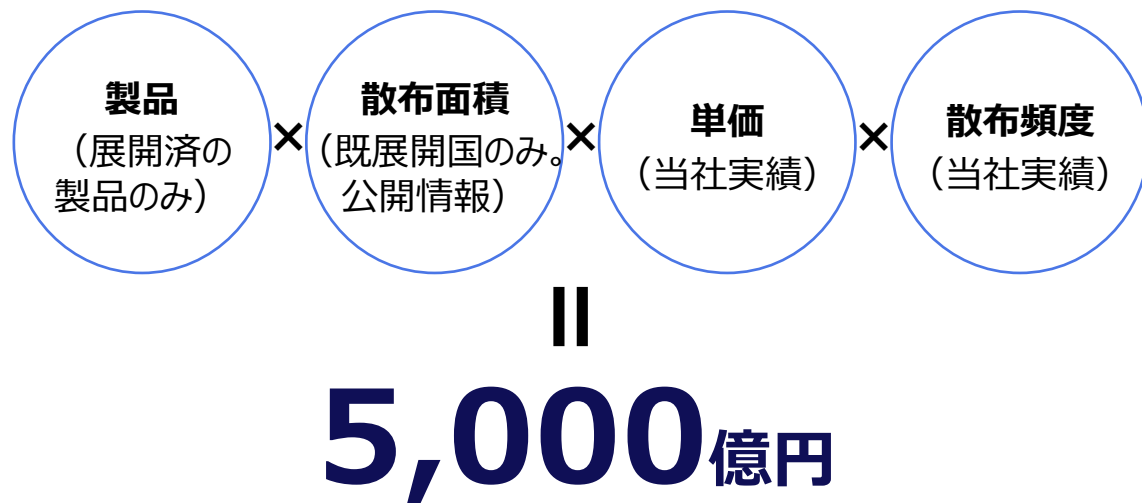 製品
（展開済の
製品のみ）
×
散布面積
（既展開国のみ。
公開情報）
×
単価
（当社実績）
×
散布頻度
（当社実績）
=
5,000億円